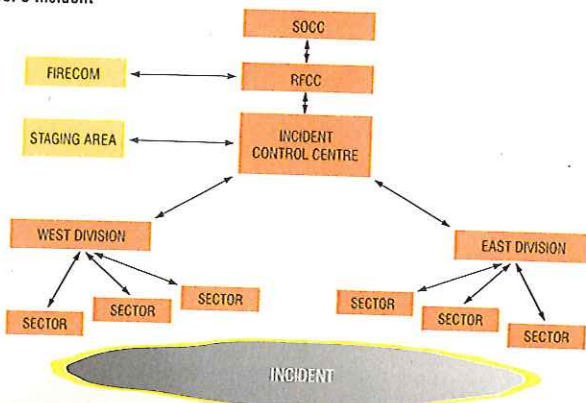 SOCC
FIRECOM
RFCC
STAGING AREA
INCIDENT
CONTROL CENTRE
WEST DIVISION
EAST DIVISION
SECTOR
SECTOR
SECTOR
SECTOR
SECTOR
SECTOR
INCIDENT